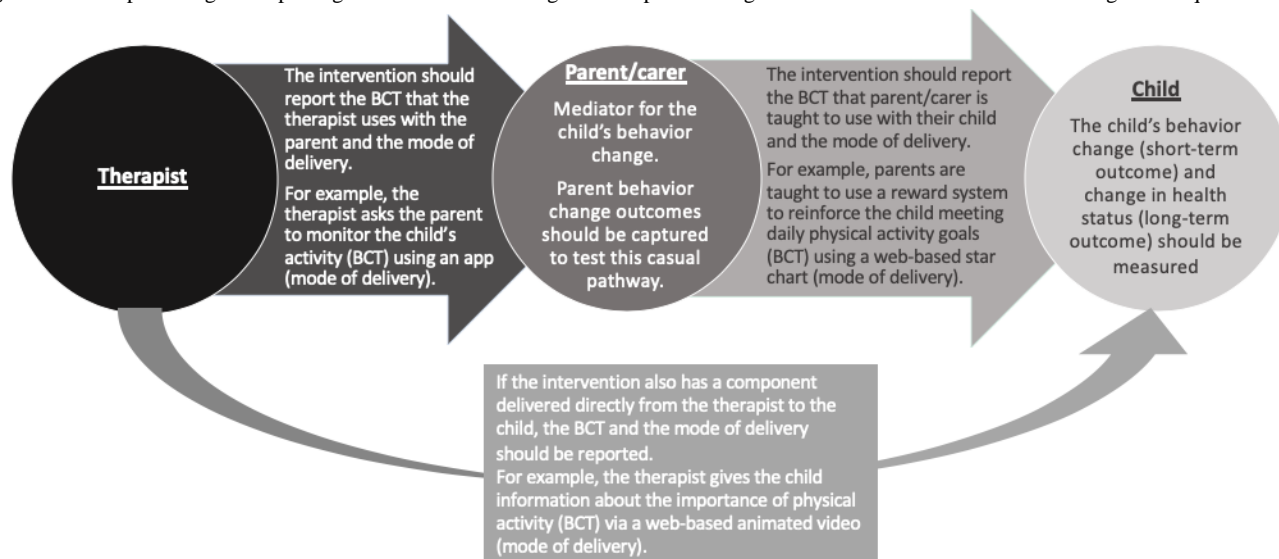 Therapist
The intervention should
report the BCT that the
therapist uses with the
parent and the mode of
delivery.
For example, the
therapist asks the parent
to monitor the child's
activity (BCT) using an app
(mode of delivery).
Parent/carer
Mediator for the
child's behavior
change.
Parent behavior
change outcomes
should be captured
to test this casual
pathway.
The intervention should report
the BCT that parent/carer is
taught to use with their child
and the mode of delivery.
For example, parents are
taught to use a reward system
to reinforce the child meeting
daily physical activity goals
(BCT) using a web-based star
chart (mode of delivery).
Child
The child's behavior
change (short-term
outcome) and
change in health
status (long-term
outcome) should be
measured
If the intervention also has a component
delivered directly from the therapist to the
child, the BCT and the mode of delivery
should be reported.
For example, the therapist gives the child
information about the importance of physical
activity (BCT) via a web-based animated video
(mode of delivery).